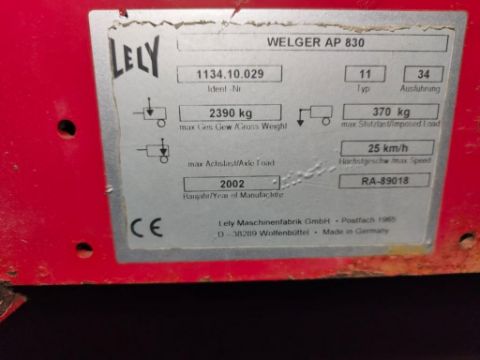 LELY
WELGER AP 830
1134.10.029 11 34
Ident.-Nr. Typ Ausführung
2390 kg 370 kg
max Ges Gew /Gross Weight max Stützlast/Imposed Load
25 km/h
max Achslast/Axle Load Höchstgeschw /max Speed
2002 RA-89018
Baujahr/Year of Manufacture
CE
Lely Maschinenfabrik GmbH • Postfach 1965
D - 38289 Wolfenbüttel • Made in Germany